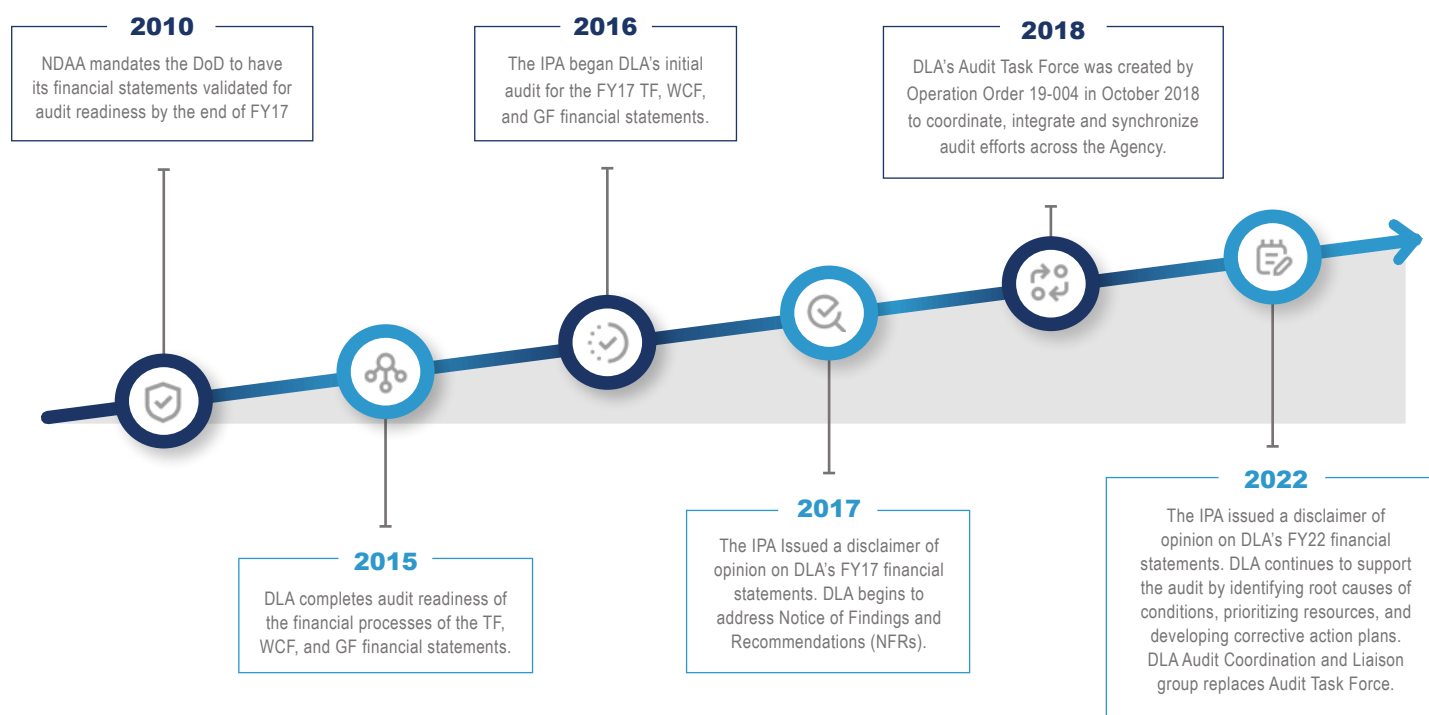 2010
NDAA mandates the DoD to have
its financial statements validated for
audit readiness by the end of FY17
2015
DLA completes audit readiness of
the financial processes of the TF,
WCF, and GF financial statements.
2016
The IPA began DLA’s initial
audit for the FY17 TF, WCF,
and GF financial statements.
2017
The IPA Issued a disclaimer of
opinion on DLA’s FY17 financial
statements. DLA begins to
address Notice of Findings and
Recommendations (NFRs).
2018
DLA’s Audit Task Force was created by
Operation Order 19-004 in October 2018
to coordinate, integrate and synchronize
audit efforts across the Agency.
2022
The IPA issued a disclaimer of
opinion on DLA’s FY22 financial
statements. DLA continues to support
the audit by identifying root causes of
conditions, prioritizing resources, and
developing corrective action plans.
DLA Audit Coordination and Liaison
group replaces Audit Task Force.